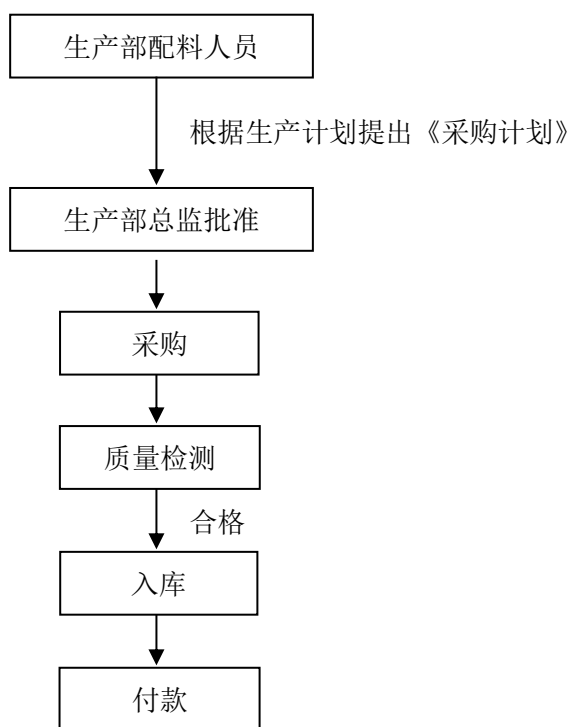 生产部配料人员
根据生产计划提出《采购计划》
生产部总监批准
采购
质量检测
合格
入库
付款